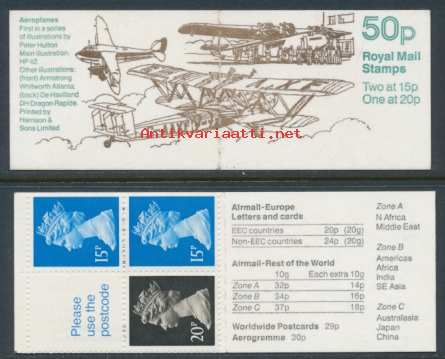 Aeroplanes
First in a series
of illustrations by
Peter Hutton
Main illustration:
HP 42
Other illustrations:
(front) Armstrong
Whitworth Atlanta;
(back) De Havilland
DH Dragon Rapide.
Printed by
Harrison &
Sons Limited
50p
Royal Mail
Stamps
Two at 15p
One at 20p
Antikvariaatti.net
15P
15P
Please
use the
postcode
20P
Airmail-Europe
Letters and cards
EEC countries 20p (20g)
Non-EEC countries 24p (20g)
Airmail-Rest of the World
10g Each extra 10g
Zone A 32p 14p
Zone B 34p 16p
Zone C 37p 18p
Worldwide Postcards 29p
Aerogramme 30p
Zone A
N Africa
Middle East
Zone B
Americas
Africa
India
SE Asia
Zone C
Australasia
Japan
China